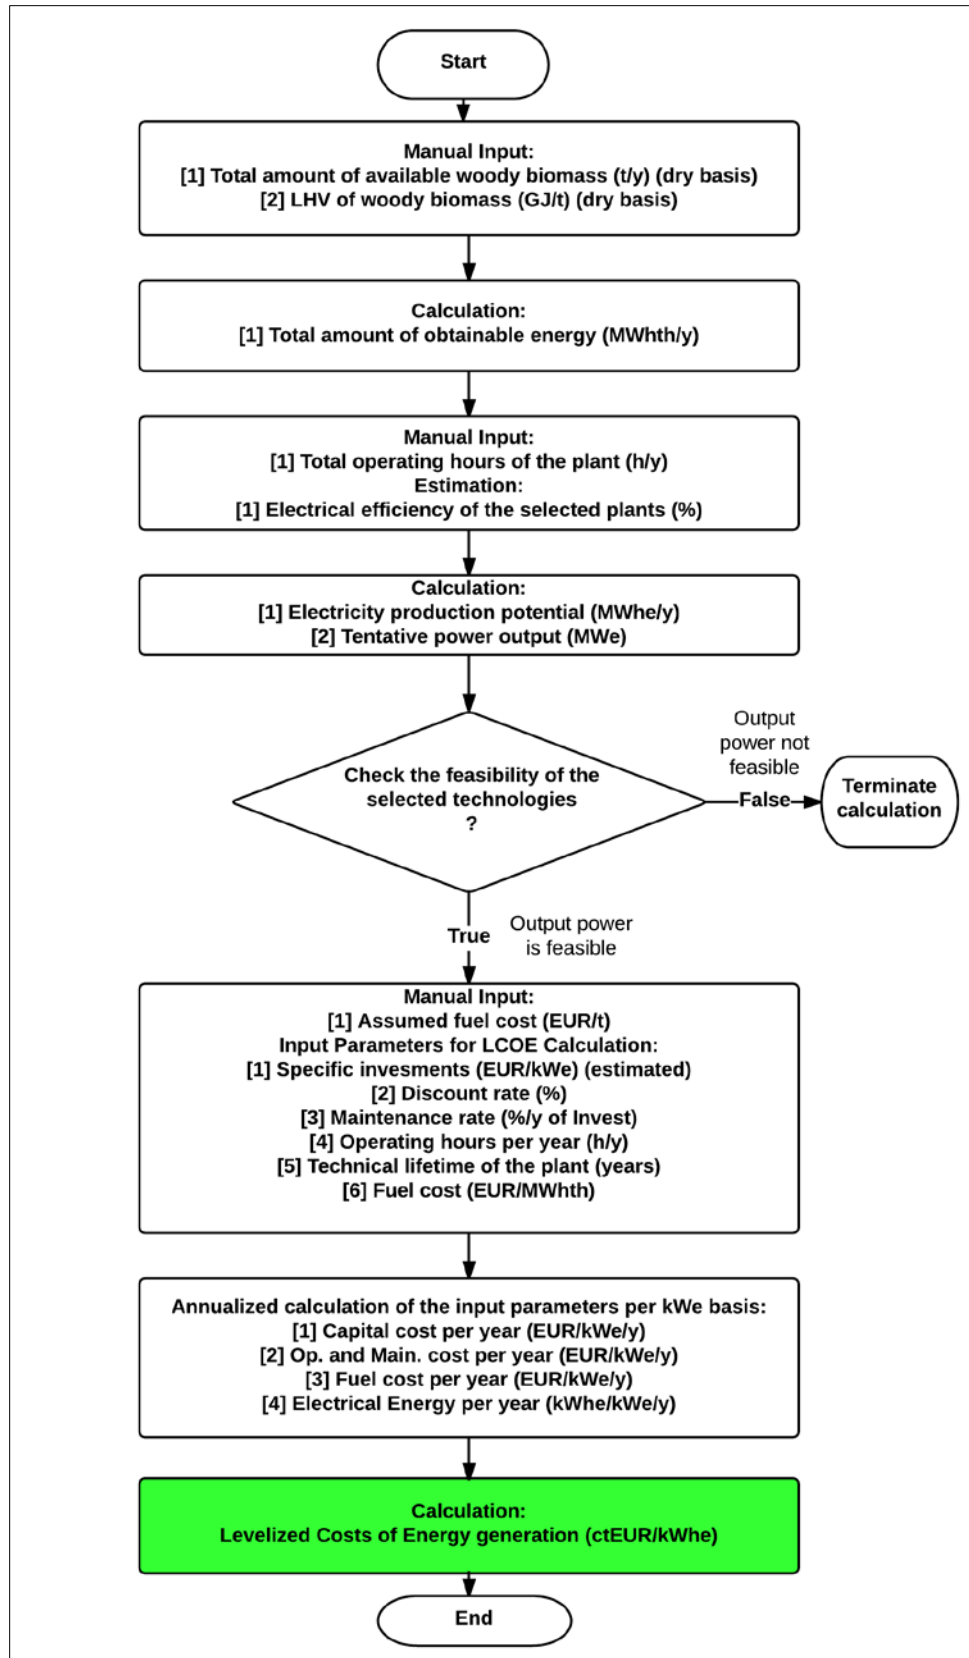 Start
Manual Input:
[1] Total amount of available woody biomass (t/y) (dry basis)
[2] LHV of woody biomass (GJ/t) (dry basis)
Calculation:
[1] Total amount of obtainable energy (MWhth/y)
Manual Input:
[1] Total operating hours of the plant (h/y)
Estimation:
[1] Electrical efficiency of the selected plants (%)
Calculation:
[1] Electricity production potential (MWhe/y)
[2] Tentative power output (MWe)
Check the feasibility of the
selected technologies
?
Output
power not
feasible
False
Terminate
calculation
True
Output power
is feasible
Manual Input:
[1] Assumed fuel cost (EUR/t)
Input Parameters for LCOE Calculation:
[1] Specific invesments (EUR/kWe) (estimated)
[2] Discount rate (%)
[3] Maintenance rate (%/y of Invest)
[4] Operating hours per year (h/y)
[5] Technical lifetime of the plant (years)
[6] Fuel cost (EUR/MWhth)
Annualized calculation of the input parameters per kWe basis:
[1] Capital cost per year (EUR/kWe/y)
[2] Op. and Main. cost per year (EUR/kWe/y)
[3] Fuel cost per year (EUR/kWe/y)
[4] Electrical Energy per year (kWhe/kWe/y)
Calculation:
Levelized Costs of Energy generation (ctEUR/kWhe)
End